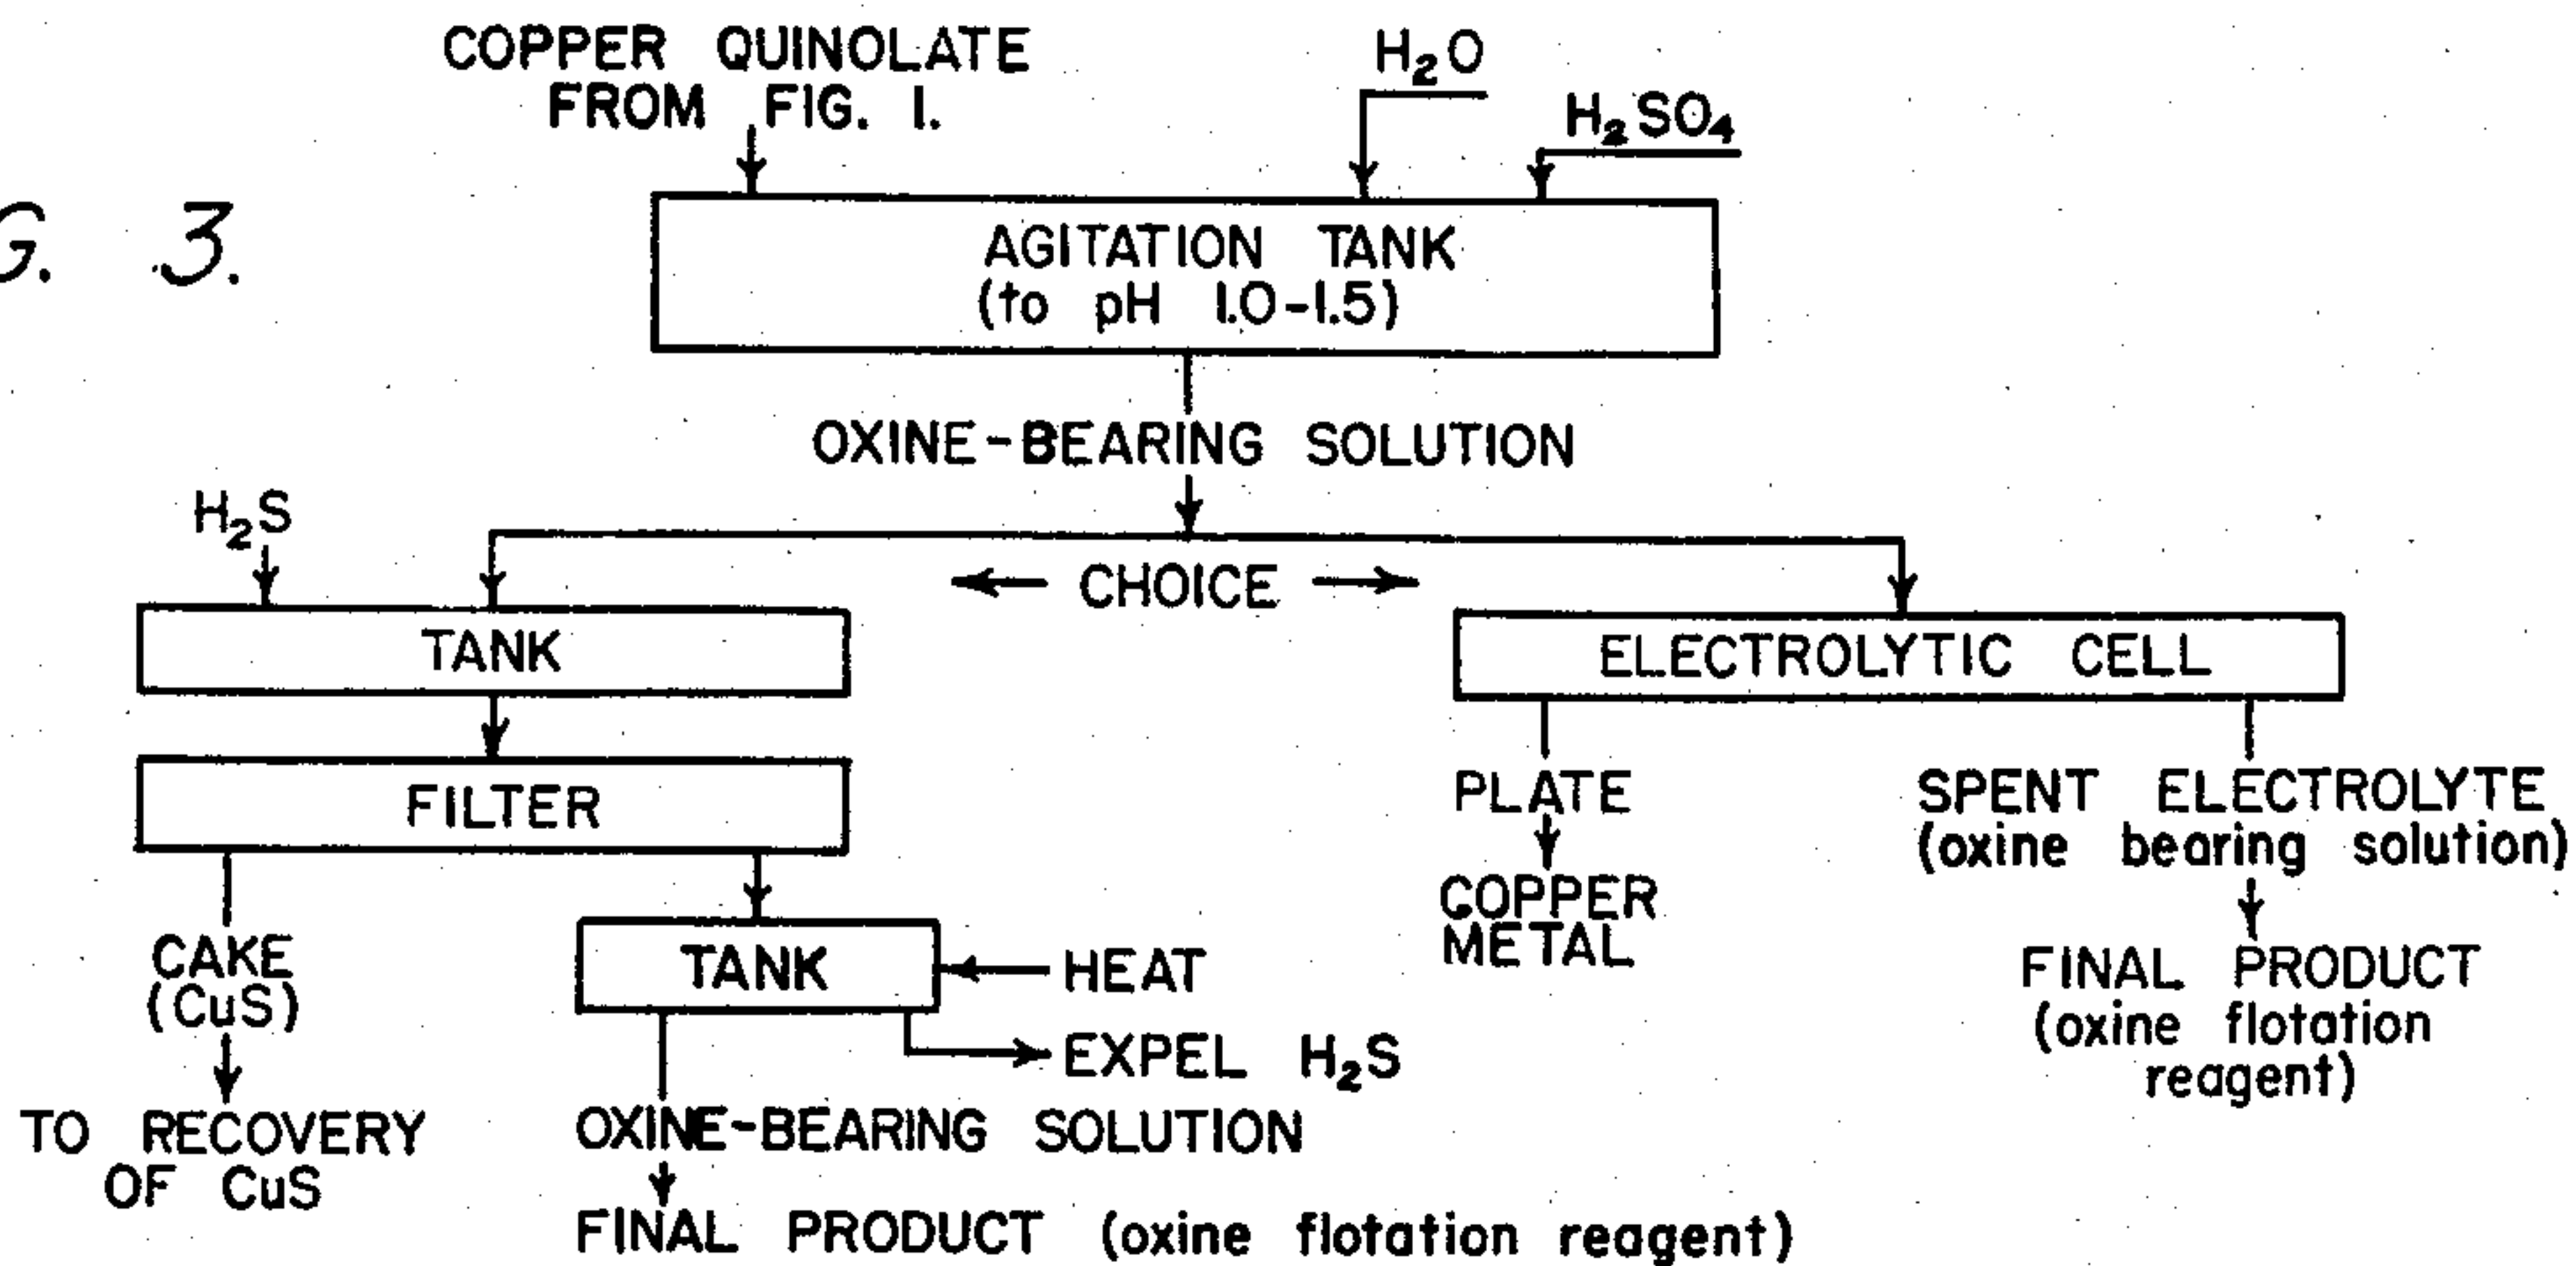 COPPER QUINOLATE
FROM FIG. 1.
H₂O
H₂SO₄
G. 3.
AGITATION TANK
(to pH 1.0-1.5)
OXINE-BEARING SOLUTION
H₂S
CHOICE
TANK
ELECTROLYTIC CELL
FILTER
PLATE
COPPER
METAL
SPENT ELECTROLYTE
(oxine bearing solution)
FINAL PRODUCT
(oxine flotation
reagent)
CAKE
(CuS)
TANK
HEAT
EXPEL H₂S
TO RECOVERY
OF CuS
OXINE-BEARING SOLUTION
FINAL PRODUCT (oxine flotation reagent)